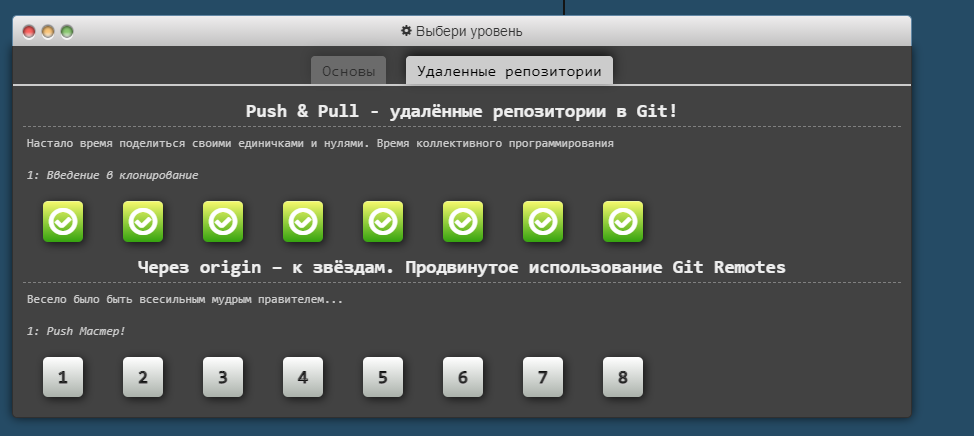 Выбери уровень
Основы Удаленные репозитории
Push & Pull - удалённые репозитории в Git!
Настало время поделиться своими единичками и нулями. Время коллективного программирования
1: Введение в клонирование
Через origin – к звёздам. Продвинутое использование Git Remotes
Весело было быть всесильным мудрым правителем...
1: Push Мастер!
1 2 3 4 5 6 7 8